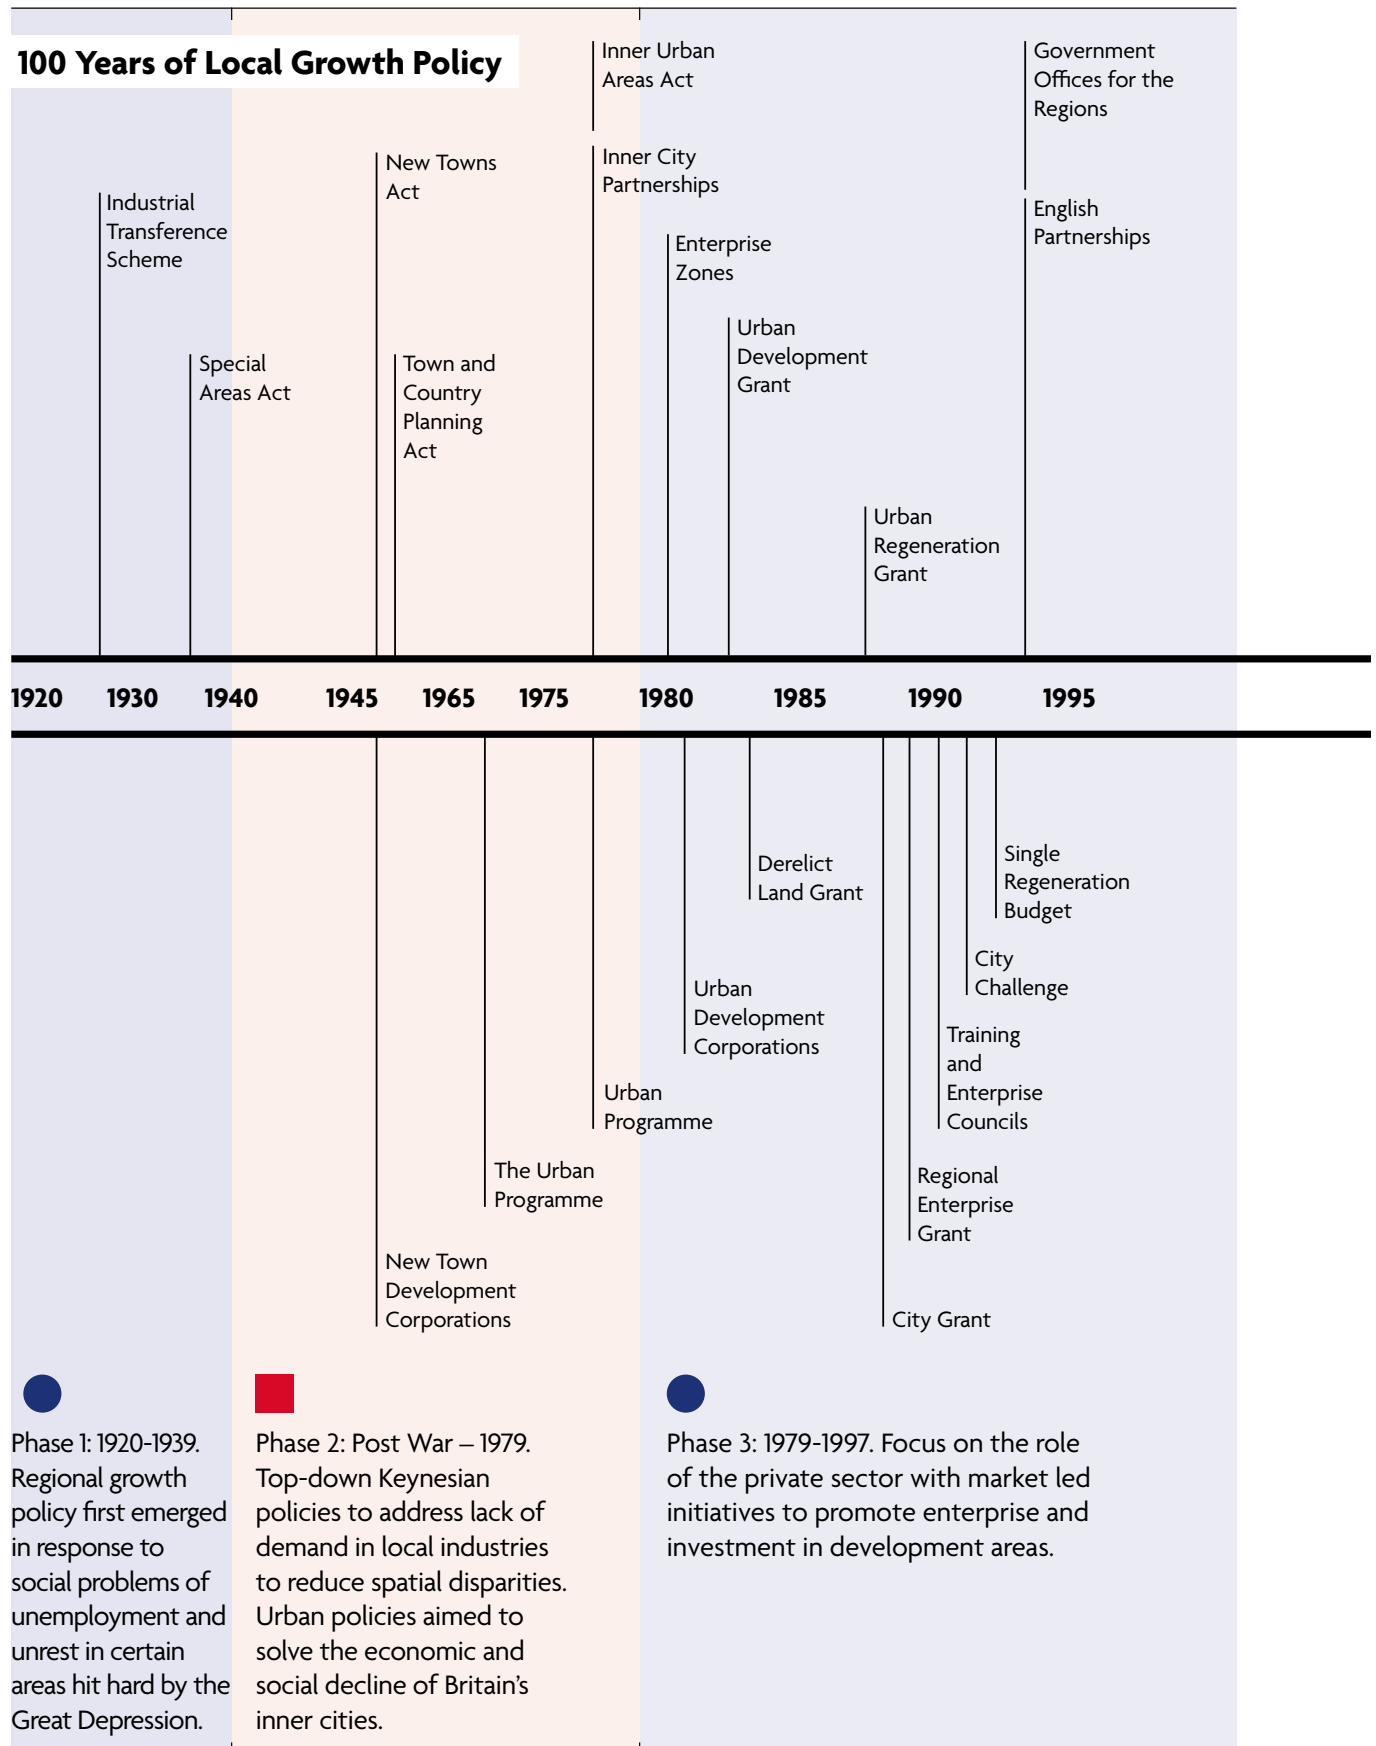 100 Years of Local Growth Policy
Industrial
Transference
Scheme
Special
Areas Act
New Towns
Act
Town and
Country
Planning
Act
Inner Urban
Areas Act
Inner City
Partnerships
Enterprise
Zones
Urban
Development
Grant
Urban
Regeneration
Grant
Government
Offices for the
Regions
English
Partnerships
1920 1930 1940 1945 1965 1975 1980 1985 1990 1995
New Town
Development
Corporations
The Urban
Programme
Urban
Programme
Urban
Development
Corporations
Derelict
Land Grant
City Grant
Regional
Enterprise
Grant
Training
and
Enterprise
Councils
City
Challenge
Single
Regeneration
Budget
Phase 1: 1920-1939.
Regional growth
policy first emerged
in response to
social problems of
unemployment and
unrest in certain
areas hit hard by the
Great Depression.
Phase 2: Post War – 1979.
Top-down Keynesian
policies to address lack of
demand in local industries
to reduce spatial disparities.
Urban policies aimed to
solve the economic and
social decline of Britain's
inner cities.
Phase 3: 1979-1997. Focus on the role
of the private sector with market led
initiatives to promote enterprise and
investment in development areas.